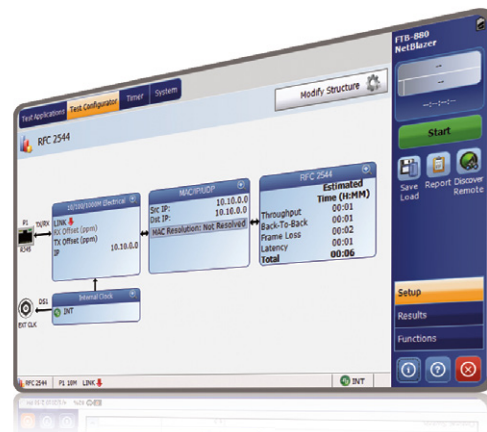 FTB-880
NetBlazer
--
--
--:--:--
Test Applications
Test Configurator
Timer
System
Modify Structure
RFC 2544
Start
Save
Load
Report
Discover
Remote
P1
TX/RX
RJ45
10/100/1000M Electrical
LINK
RX Offset (ppm)
TX Offset (ppm)
IP 10.10.0.0
MAC/IP/UDP
Src IP: 10.10.0.0
Dst IP: 10.10.0.0
MAC Resolution: Not Resolved
RFC 2544
Estimated
Time (H:MM)
Throughput 00:01
Back-To-Back 00:01
Frame Loss 00:02
Latency 00:01
Total 00:06
DS1
EXT CLK
Internal Clock
INT
Setup
Results
Functions
RFC 2544
P1 10M LINK
INT